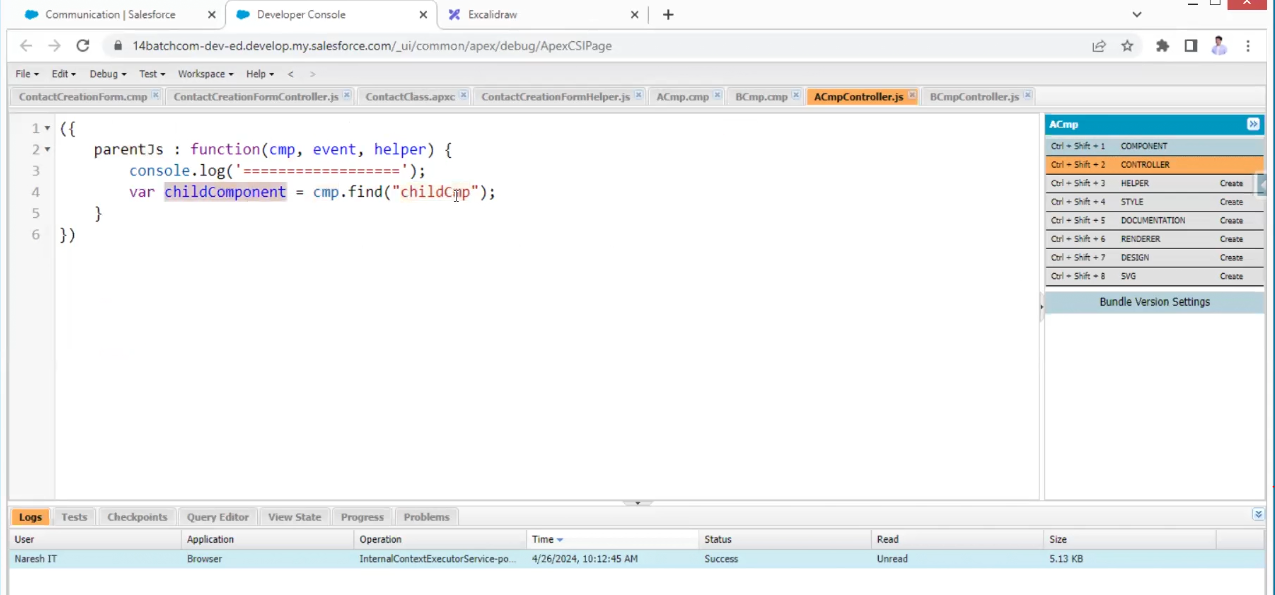 Communication | Salesforce
Developer Console
Excalidraw
14batchcom-dev-ed.develop.my.salesforce.com/_ui/common/apex/debug/ApexCSIPage
File Edit Debug Test Workspace Help < >
ContactCreationForm.cmp ContactCreationFormController.js ContactClass.apxc ContactCreationFormHelper.js ACmp.cmp BCmp.cmp ACmpController.js BCmpController.js
1 ({
2 parentJs : function(cmp, event, helper) {
3 console.log('==================');
4 var childComponent = cmp.find("childCmp");
5 }
6 })
ACmp
Ctrl + Shift + 1 COMPONENT
Ctrl + Shift + 2 CONTROLLER
Ctrl + Shift + 3 HELPER Create
Ctrl + Shift + 4 STYLE Create
Ctrl + Shift + 5 DOCUMENTATION Create
Ctrl + Shift + 6 RENDERER Create
Ctrl + Shift + 7 DESIGN Create
Ctrl + Shift + 8 SVG Create
Bundle Version Settings
Logs Tests Checkpoints Query Editor View State Progress Problems
User Application Operation Time Status Read Size
Naresh IT Browser InternalContextExecutorService-po... 4/26/2024, 10:12:45 AM Success Unread 5.13 KB